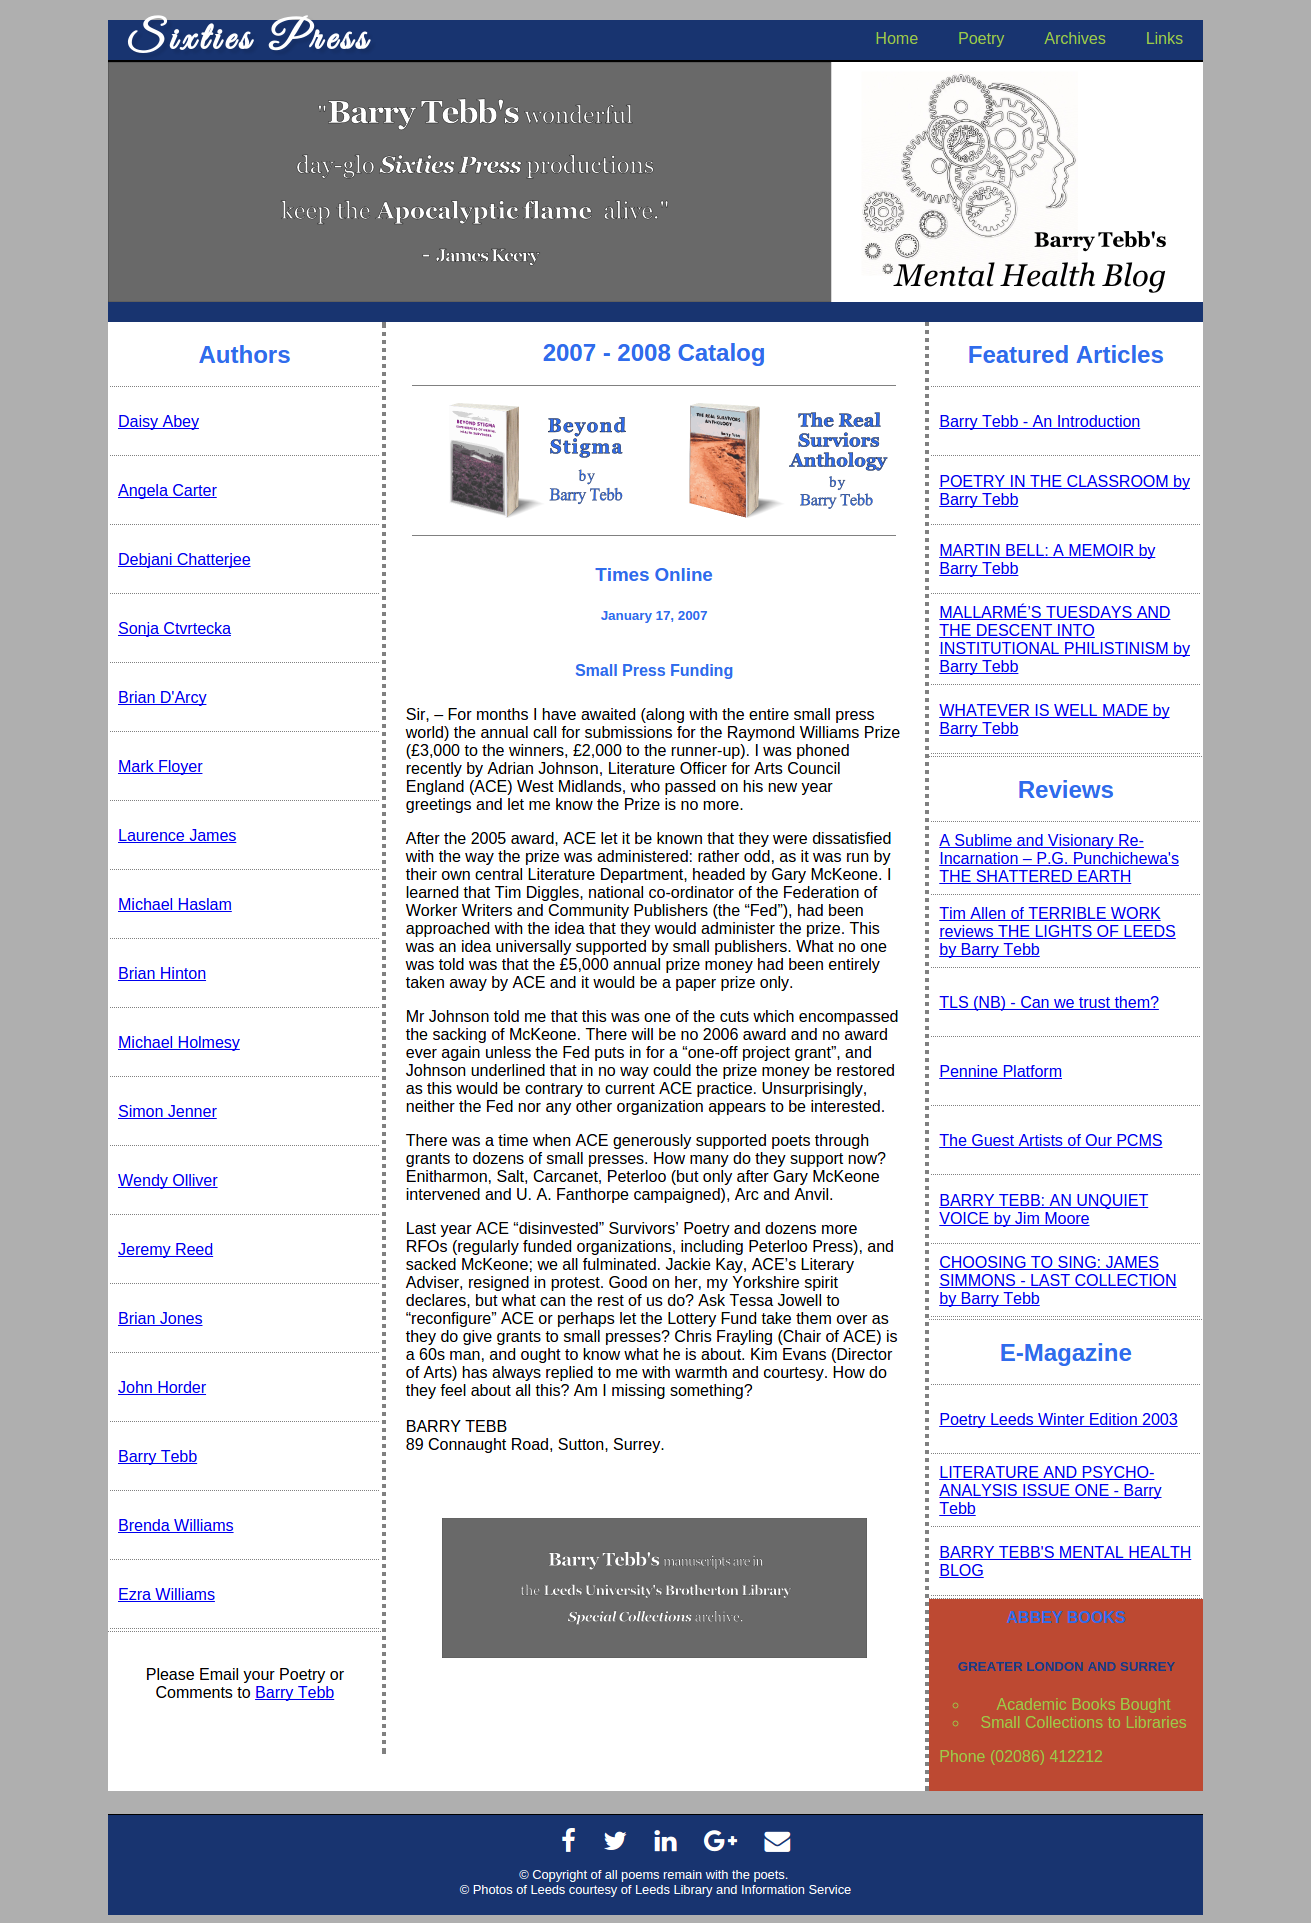 Sixties Press
Home Poetry Archives Links
"Barry Tebb's wonderful
day-glo Sixties Press productions
keep the Apocalyptic flame alive."
- James Keery
Barry Tebb's
Mental Health Blog
Authors
Daisy Abey
Angela Carter
Debjani Chatterjee
Sonja Ctvrtecka
Brian D'Arcy
Mark Floyer
Laurence James
Michael Haslam
Brian Hinton
Michael Holmesy
Simon Jenner
Wendy Olliver
Jeremy Reed
Brian Jones
John Horder
Barry Tebb
Brenda Williams
Ezra Williams
Please Email your Poetry or
Comments to Barry Tebb
2007 - 2008 Catalog
BEYOND STIGMA
Beyond
Stigma
by
Barry Tebb
THE REAL SURVIVORS
ANTHOLOGY
Barry Tebb
The Real
Surviors
Anthology
by
Barry Tebb
Times Online
January 17, 2007
Small Press Funding
Sir, – For months I have awaited (along with the entire small press
world) the annual call for submissions for the Raymond Williams Prize
(£3,000 to the winners, £2,000 to the runner-up). I was phoned
recently by Adrian Johnson, Literature Officer for Arts Council
England (ACE) West Midlands, who passed on his new year
greetings and let me know the Prize is no more.
After the 2005 award, ACE let it be known that they were dissatisfied
with the way the prize was administered: rather odd, as it was run by
their own central Literature Department, headed by Gary McKeone. I
learned that Tim Diggles, national co-ordinator of the Federation of
Worker Writers and Community Publishers (the “Fed”), had been
approached with the idea that they would administer the prize. This
was an idea universally supported by small publishers. What no one
was told was that the £5,000 annual prize money had been entirely
taken away by ACE and it would be a paper prize only.
Mr Johnson told me that this was one of the cuts which encompassed
the sacking of McKeone. There will be no 2006 award and no award
ever again unless the Fed puts in for a “one-off project grant”, and
Johnson underlined that in no way could the prize money be restored
as this would be contrary to current ACE practice. Unsurprisingly,
neither the Fed nor any other organization appears to be interested.
There was a time when ACE generously supported poets through
grants to dozens of small presses. How many do they support now?
Enitharmon, Salt, Carcanet, Peterloo (but only after Gary McKeone
intervened and U. A. Fanthorpe campaigned), Arc and Anvil.
Last year ACE “disinvested” Survivors’ Poetry and dozens more
RFOs (regularly funded organizations, including Peterloo Press), and
sacked McKeone; we all fulminated. Jackie Kay, ACE’s Literary
Adviser, resigned in protest. Good on her, my Yorkshire spirit
declares, but what can the rest of us do? Ask Tessa Jowell to
“reconfigure” ACE or perhaps let the Lottery Fund take them over as
they do give grants to small presses? Chris Frayling (Chair of ACE) is
a 60s man, and ought to know what he is about. Kim Evans (Director
of Arts) has always replied to me with warmth and courtesy. How do
they feel about all this? Am I missing something?
BARRY TEBB
89 Connaught Road, Sutton, Surrey.
Barry Tebb's manuscripts are in
the Leeds University's Brotherton Library
Special Collections archive.
Featured Articles
Barry Tebb - An Introduction
POETRY IN THE CLASSROOM by
Barry Tebb
MARTIN BELL: A MEMOIR by
Barry Tebb
MALLARMÉ’S TUESDAYS AND
THE DESCENT INTO
INSTITUTIONAL PHILISTINISM by
Barry Tebb
WHATEVER IS WELL MADE by
Barry Tebb
Reviews
A Sublime and Visionary Re-
Incarnation – P.G. Punchichewa's
THE SHATTERED EARTH
Tim Allen of TERRIBLE WORK
reviews THE LIGHTS OF LEEDS
by Barry Tebb
TLS (NB) - Can we trust them?
Pennine Platform
The Guest Artists of Our PCMS
BARRY TEBB: AN UNQUIET
VOICE by Jim Moore
CHOOSING TO SING: JAMES
SIMMONS - LAST COLLECTION
by Barry Tebb
E-Magazine
Poetry Leeds Winter Edition 2003
LITERATURE AND PSYCHO-
ANALYSIS ISSUE ONE - Barry
Tebb
BARRY TEBB'S MENTAL HEALTH
BLOG
ABBEY BOOKS
GREATER LONDON AND SURREY
Academic Books Bought
Small Collections to Libraries
Phone (02086) 412212
© Copyright of all poems remain with the poets.
© Photos of Leeds courtesy of Leeds Library and Information Service